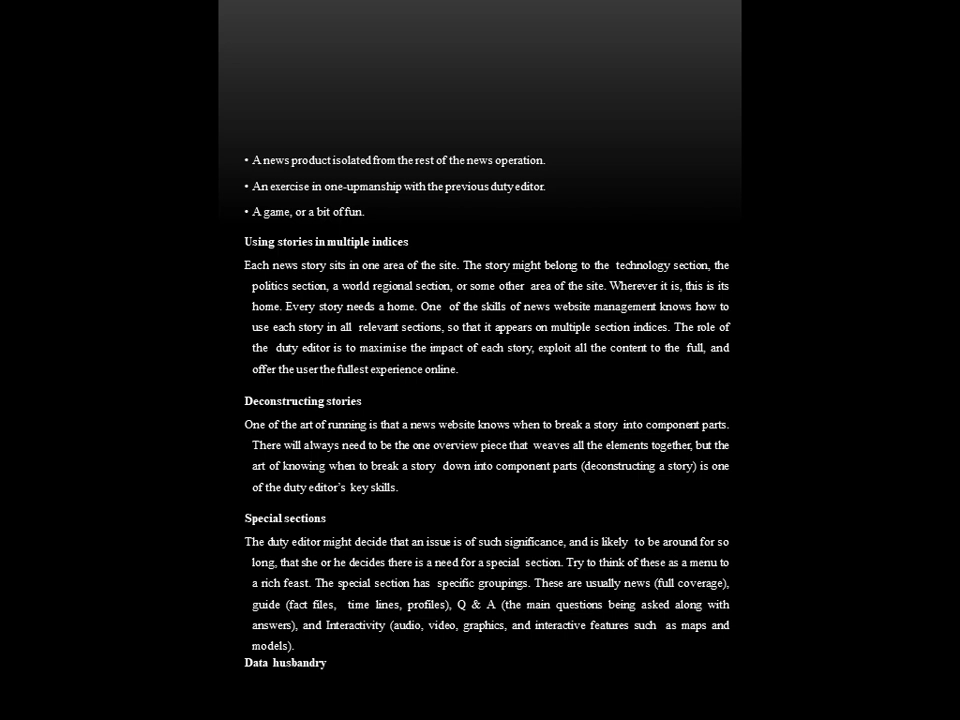 • A news product isolated from the rest of the news operation.
• An exercise in one-upmanship with the previous duty editor.
• A game, or a bit of fun.
Using stories in multiple indices
Each news story sits in one area of the site. The story might belong to the technology section, the
politics section, a world regional section, or some other area of the site. Wherever it is, this is its
home. Every story needs a home. One of the skills of news website management knows how to
use each story in all relevant sections, so that it appears on multiple section indices. The role of
the duty editor is to maximise the impact of each story, exploit all the content to the full, and
offer the user the fullest experience online.
Deconstructing stories
One of the art of running is that a news website knows when to break a story into component parts.
There will always need to be the one overview piece that weaves all the elements together, but the
art of knowing when to break a story down into component parts (deconstructing a story) is one
of the duty editor’s key skills.
Special sections
The duty editor might decide that an issue is of such significance, and is likely to be around for so
long, that she or he decides there is a need for a special section. Try to think of these as a menu to
a rich feast. The special section has specific groupings. These are usually news (full coverage),
guide (fact files, time lines, profiles), Q & A (the main questions being asked along with
answers), and Interactivity (audio, video, graphics, and interactive features such as maps and
models).
Data husbandry